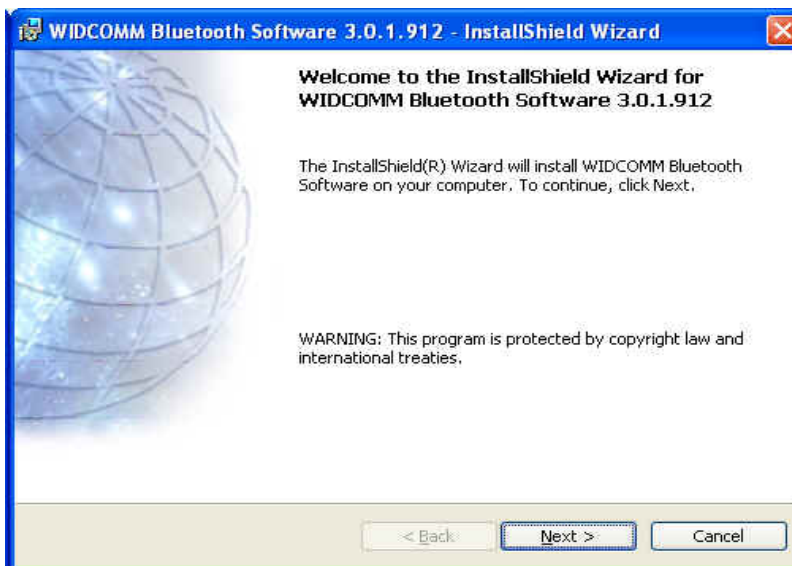 WIDCOMM Bluetooth Software 3.0.1.912 - InstallShield Wizard
Welcome to the InstallShield Wizard for
WIDCOMM Bluetooth Software 3.0.1.912
The InstallShield(R) Wizard will install WIDCOMM Bluetooth
Software on your computer. To continue, click Next.
WARNING: This program is protected by copyright law and
international treaties.
< Back
Next >
Cancel